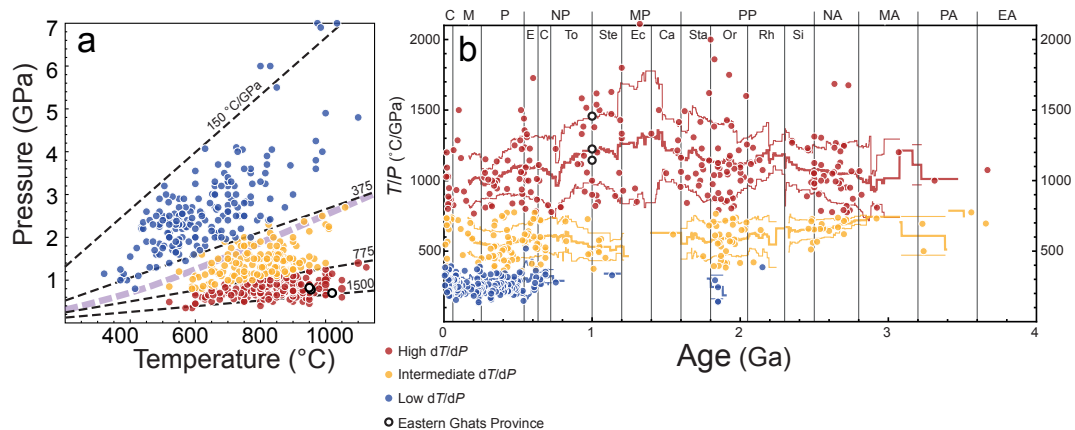 a
Pressure (GPa)
7
6
5
4
3
2
1
150 °C/GPa
375
775
1500
400 600 800 1000
Temperature (°C)
High dT/dP
Intermediate dT/dP
Low dT/dP
Eastern Ghats Province
C M P NP MP PP NA MA PA EA
E C To Ste Ec Ca Sta Or Rh Si
b
T/P (°C/GPa)
2000
1500
1000
500
2000
1500
1000
500
0 1 2 3 4
Age (Ga)